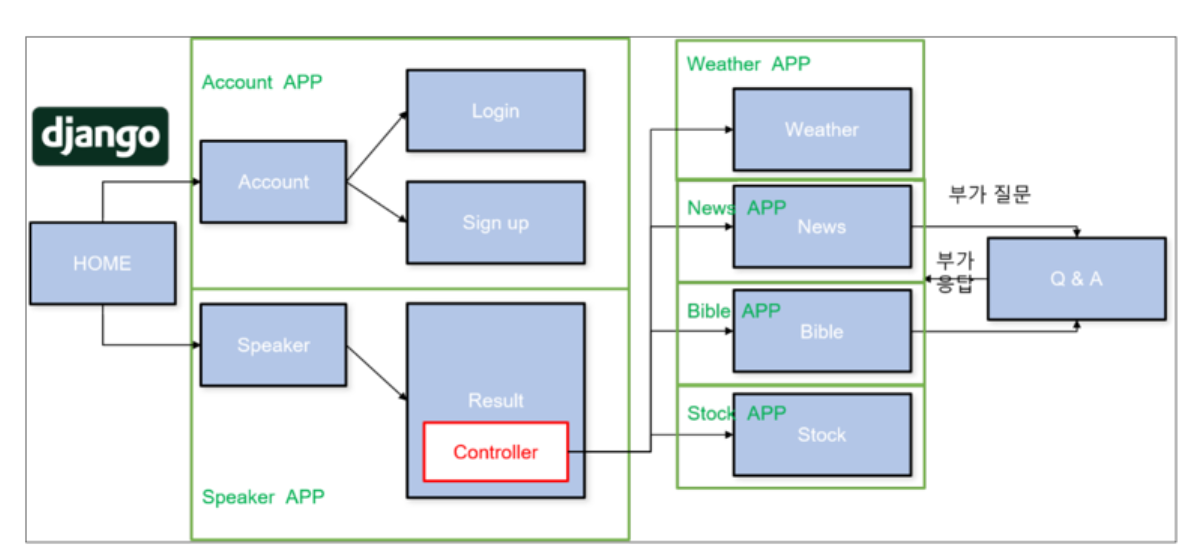 django
HOME
Account APP
Account
Login
Sign up
Speaker
Result
Controller
Speaker APP
Weather APP
Weather
News APP
News
Bible APP
Bible
Stock APP
Stock
부가 질문
부가
응답
Q & A